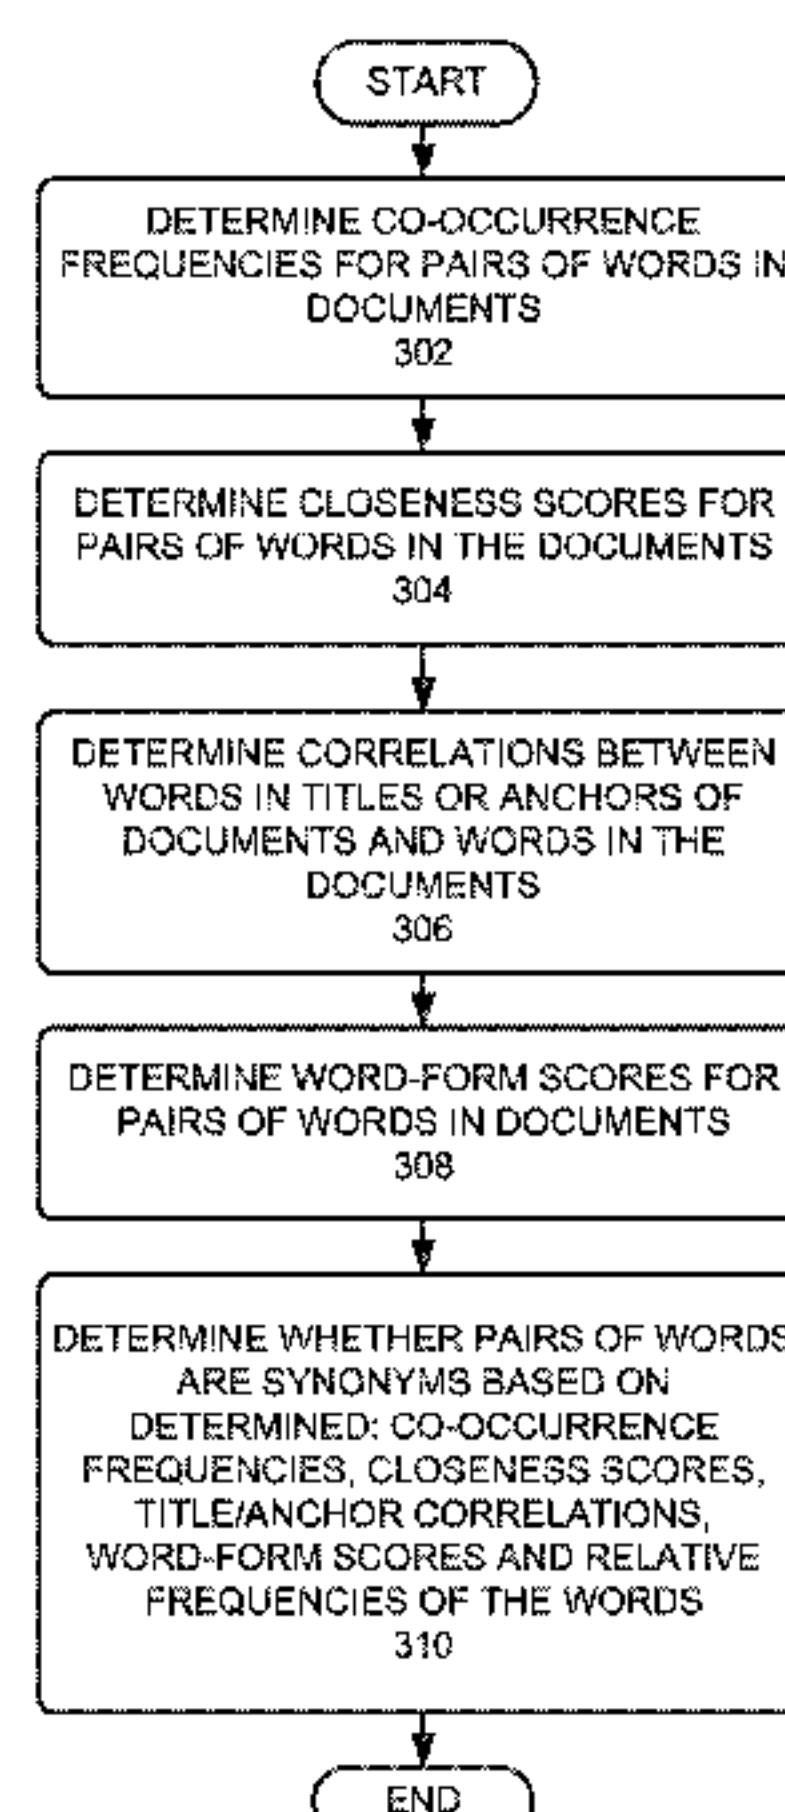 START
DETERMINE CO-OCCURRENCE
FREQUENCIES FOR PAIRS OF WORDS IN
DOCUMENTS
302
DETERMINE CLOSENESS SCORES FOR
PAIRS OF WORDS IN THE DOCUMENTS
304
DETERMINE CORRELATIONS BETWEEN
WORDS IN TITLES OR ANCHORS OF
DOCUMENTS AND WORDS IN THE
DOCUMENTS
306
DETERMINE WORD-FORM SCORES FOR
PAIRS OF WORDS IN DOCUMENTS
308
DETERMINE WHETHER PAIRS OF WORDS
ARE SYNONYMS BASED ON
DETERMINED: CO-OCCURRENCE
FREQUENCIES, CLOSENESS SCORES,
TITLE/ANCHOR CORRELATIONS,
WORD-FORM SCORES AND RELATIVE
FREQUENCIES OF THE WORDS
310
END